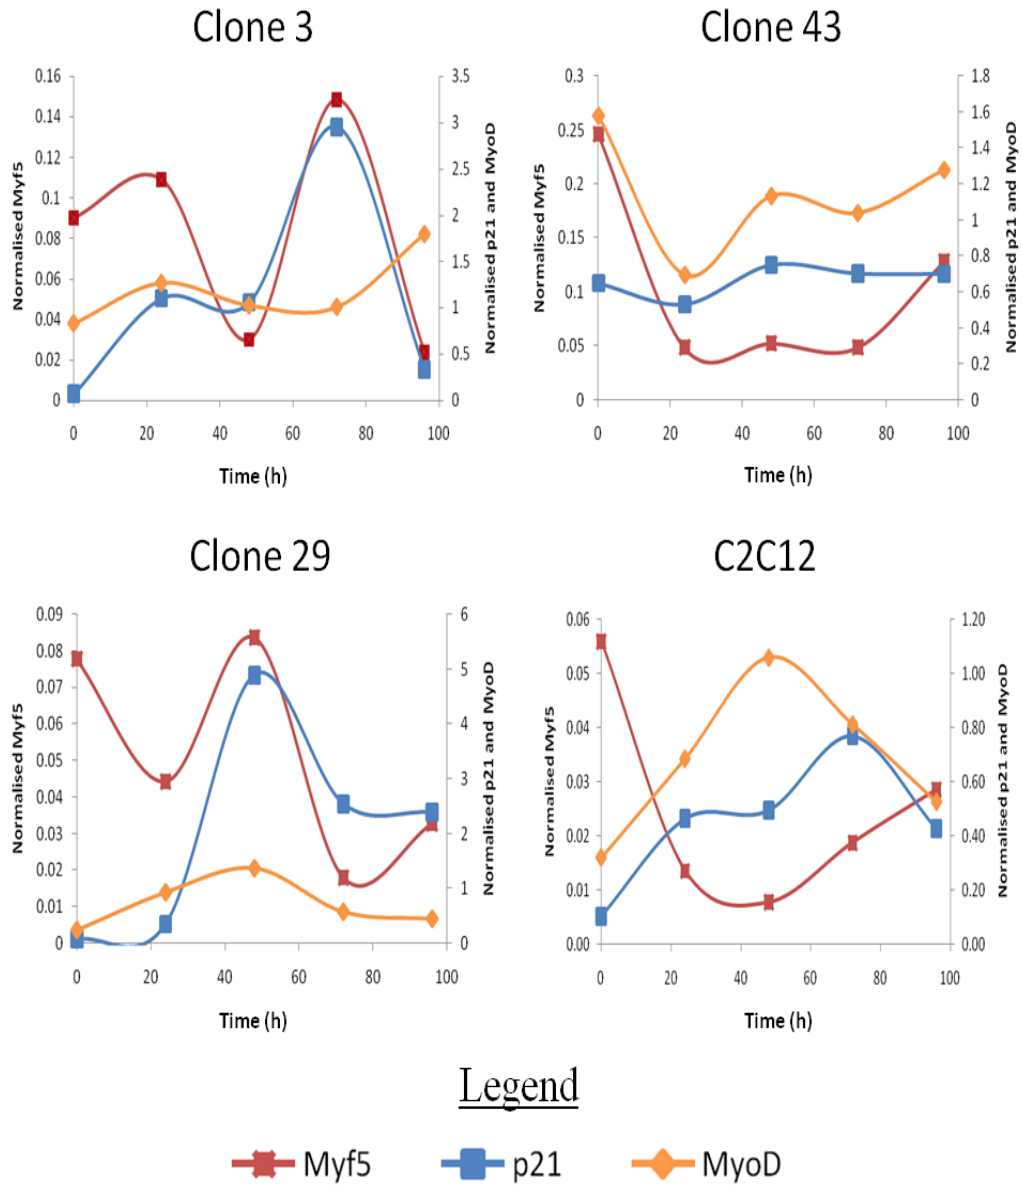 Clone 3
Normalised Myf5
0.16
0.14
0.12
0.1
0.08
0.06
0.04
0.02
0
3.5
3
2.5
2
1.5
1
0.5
0
Normalised p21 and MyoD
0 20 40 60 80 100
Time (h)
Clone 43
Normalised Myf5
0.3
0.25
0.2
0.15
0.1
0.05
0
1.8
1.6
1.4
1.2
1
0.8
0.6
0.4
0.2
0
Normalised p21 and MyoD
0 20 40 60 80 100
Time (h)
Clone 29
Normalised Myf5
0.09
0.08
0.07
0.06
0.05
0.04
0.03
0.02
0.01
0
6
5
4
3
2
1
0
Normalised p21 and MyoD
0 20 40 60 80 100
Time (h)
C2C12
Normalised Myf5
0.06
0.05
0.04
0.03
0.02
0.01
0.00
1.20
1.00
0.80
0.60
0.40
0.20
0.00
Normalised p21 and MyoD
0 20 40 60 80 100
Time (h)
Legend
Myf5 p21 MyoD